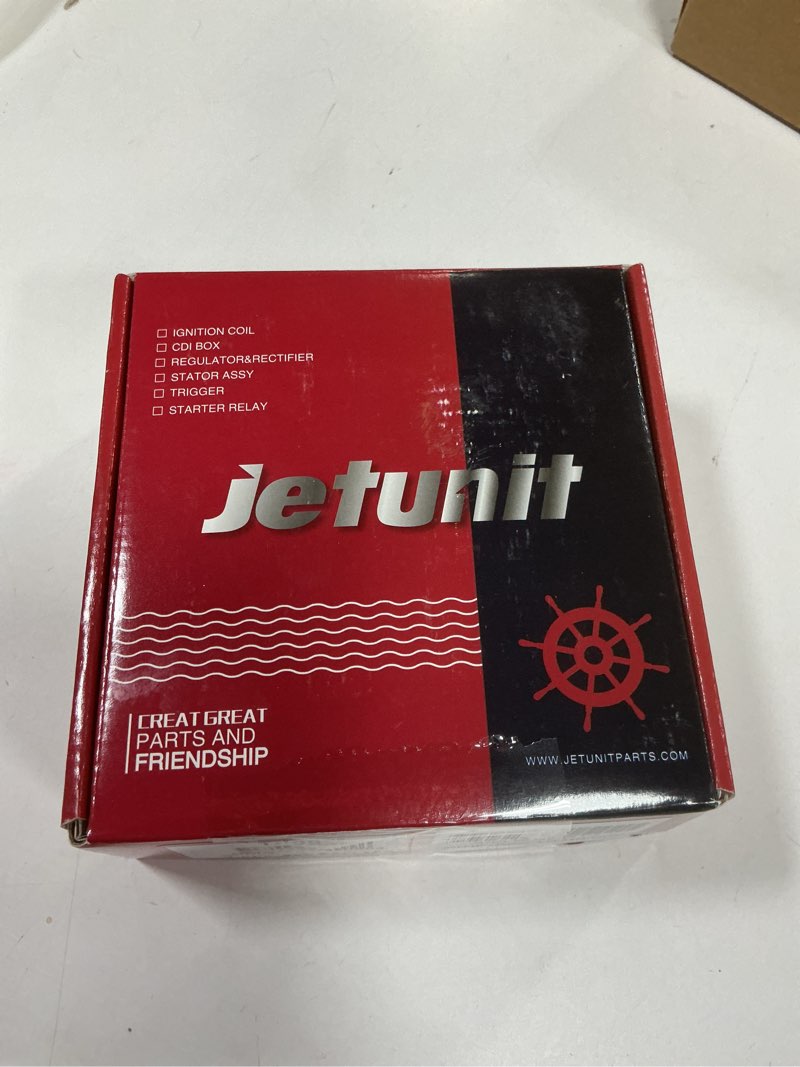 IGNITION COIL
CDI BOX
REGULATOR&RECTIFIER
STATOR ASSY
TRIGGER
STARTER RELAY
Jetunit
CREAT GREAT
PARTS AND
FRIENDSHIP
WWW.JETUNITPARTS.COM